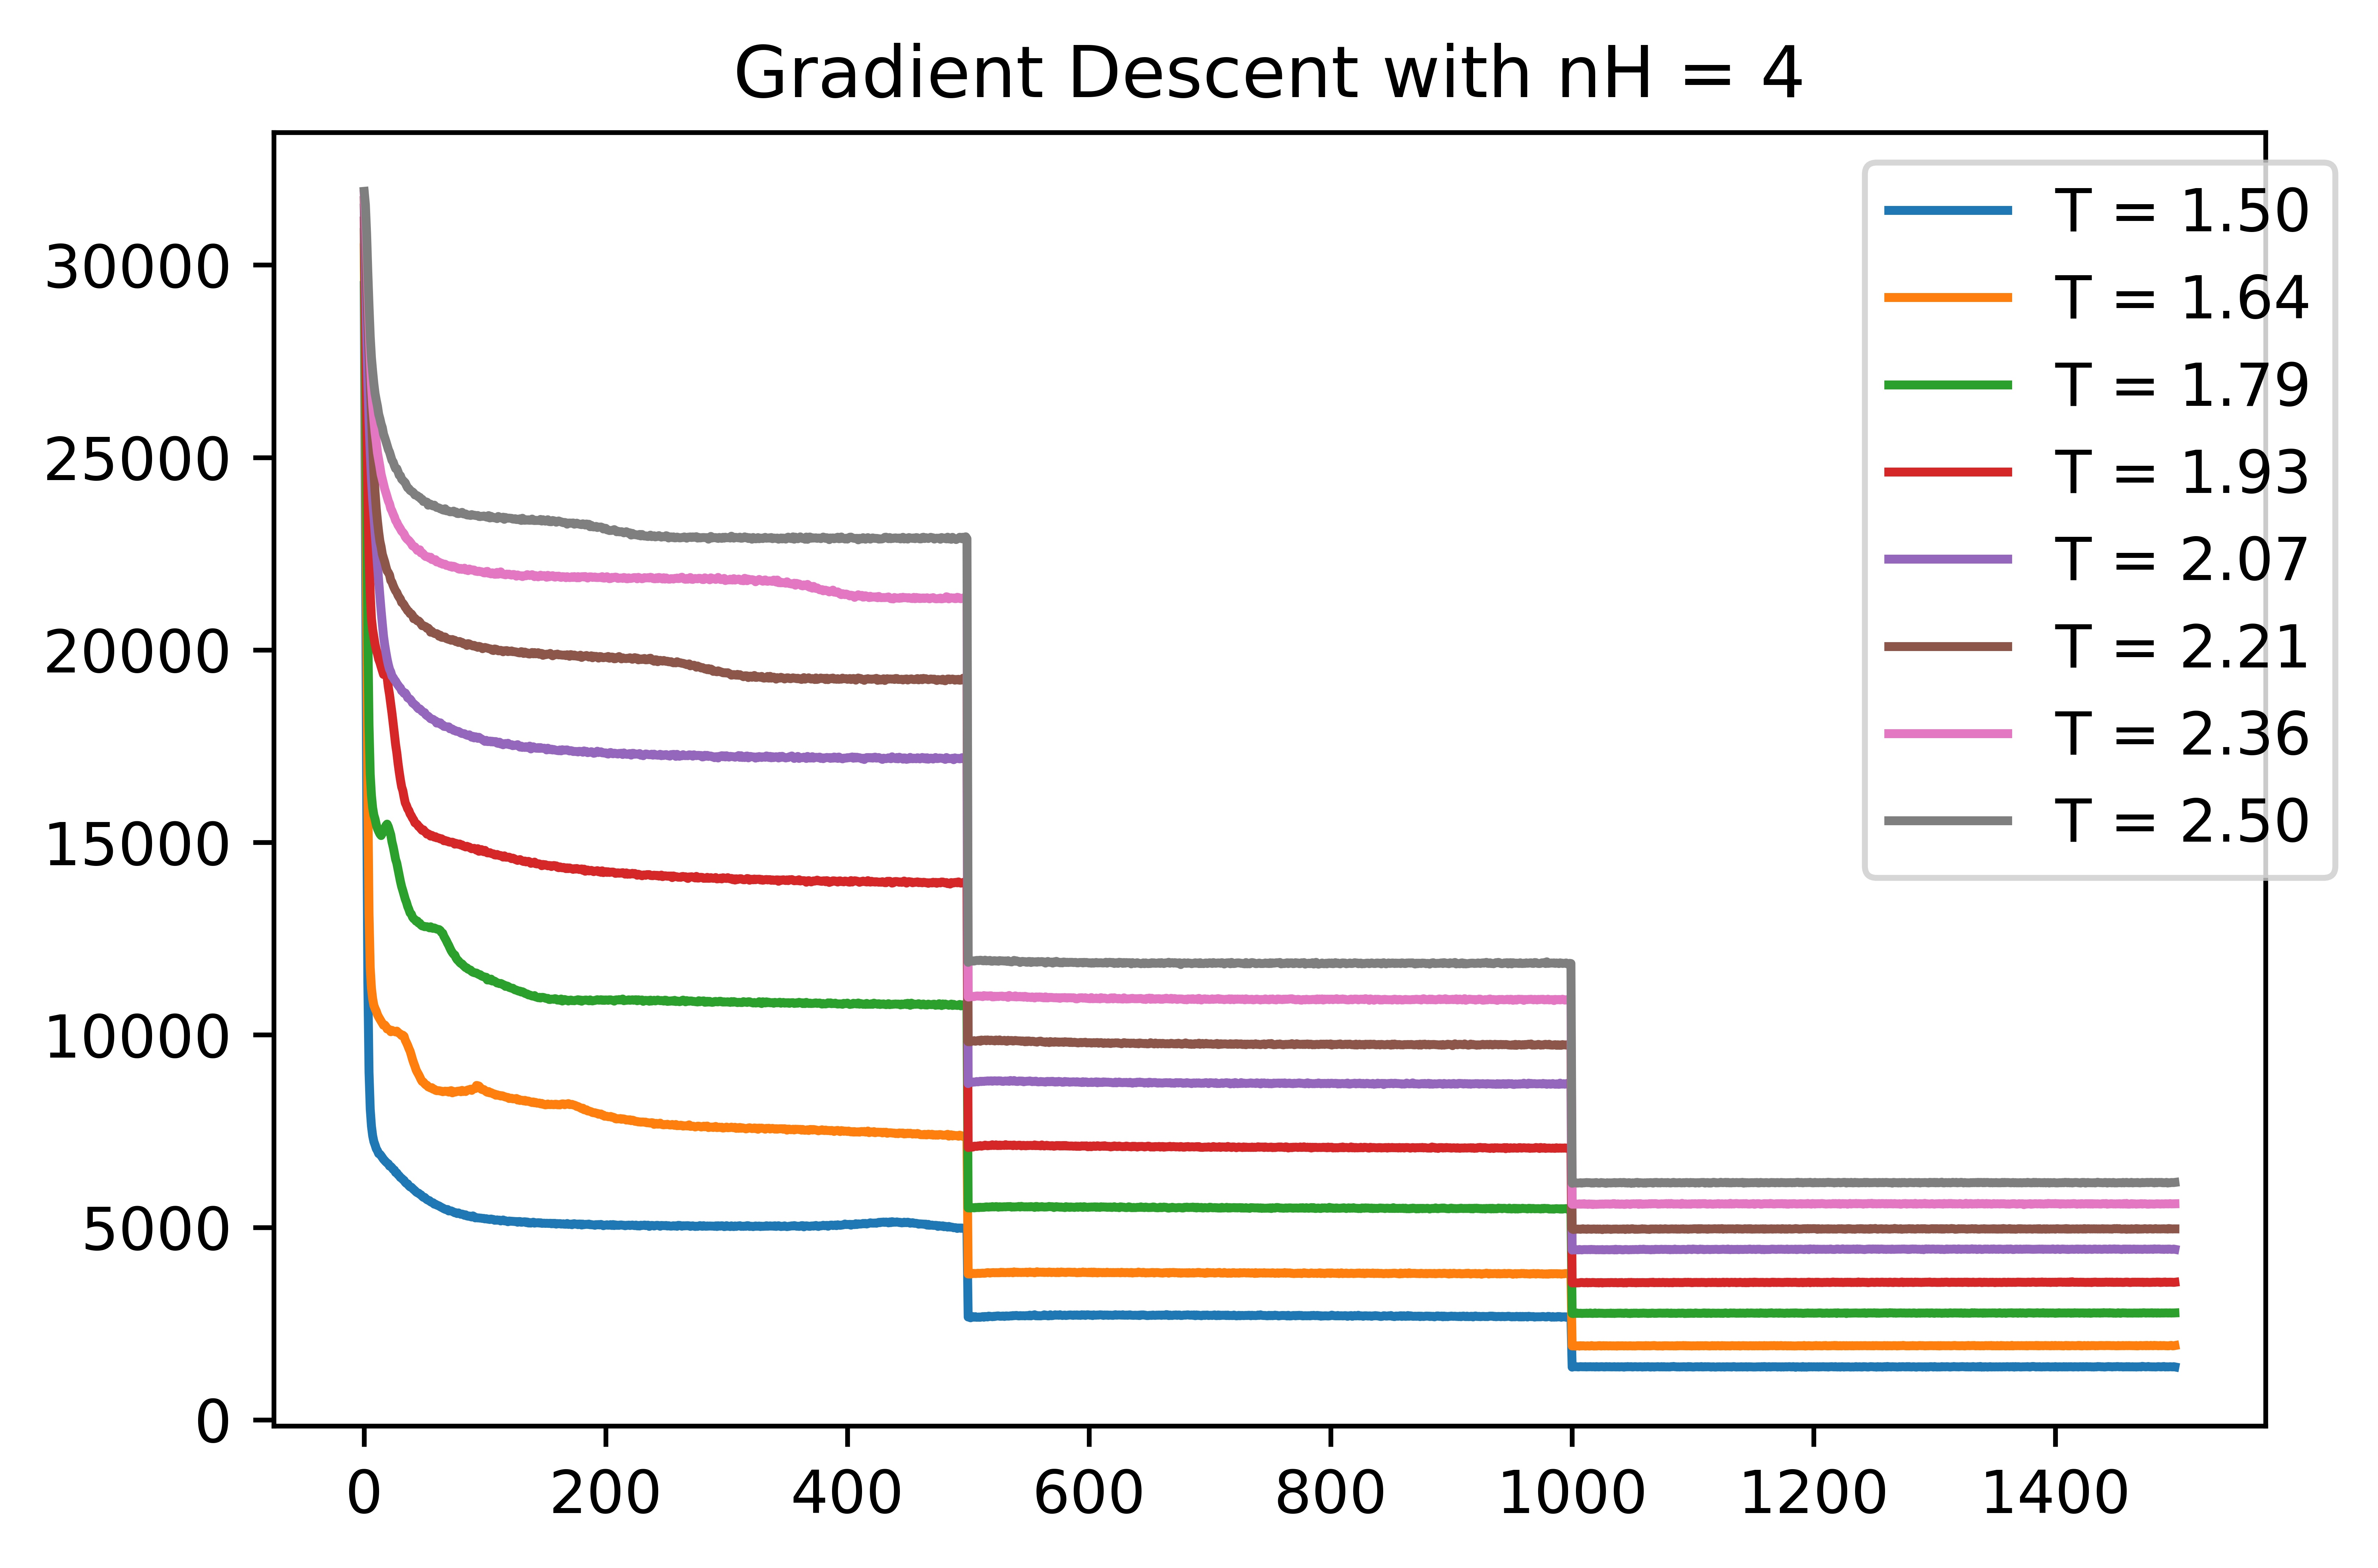 Gradient Descent with nH = 4
30000
25000
20000
15000
10000
5000
0
0 200 400 600 800 1000 1200 1400
T = 1.50
T = 1.64
T = 1.79
T = 1.93
T = 2.07
T = 2.21
T = 2.36
T = 2.50